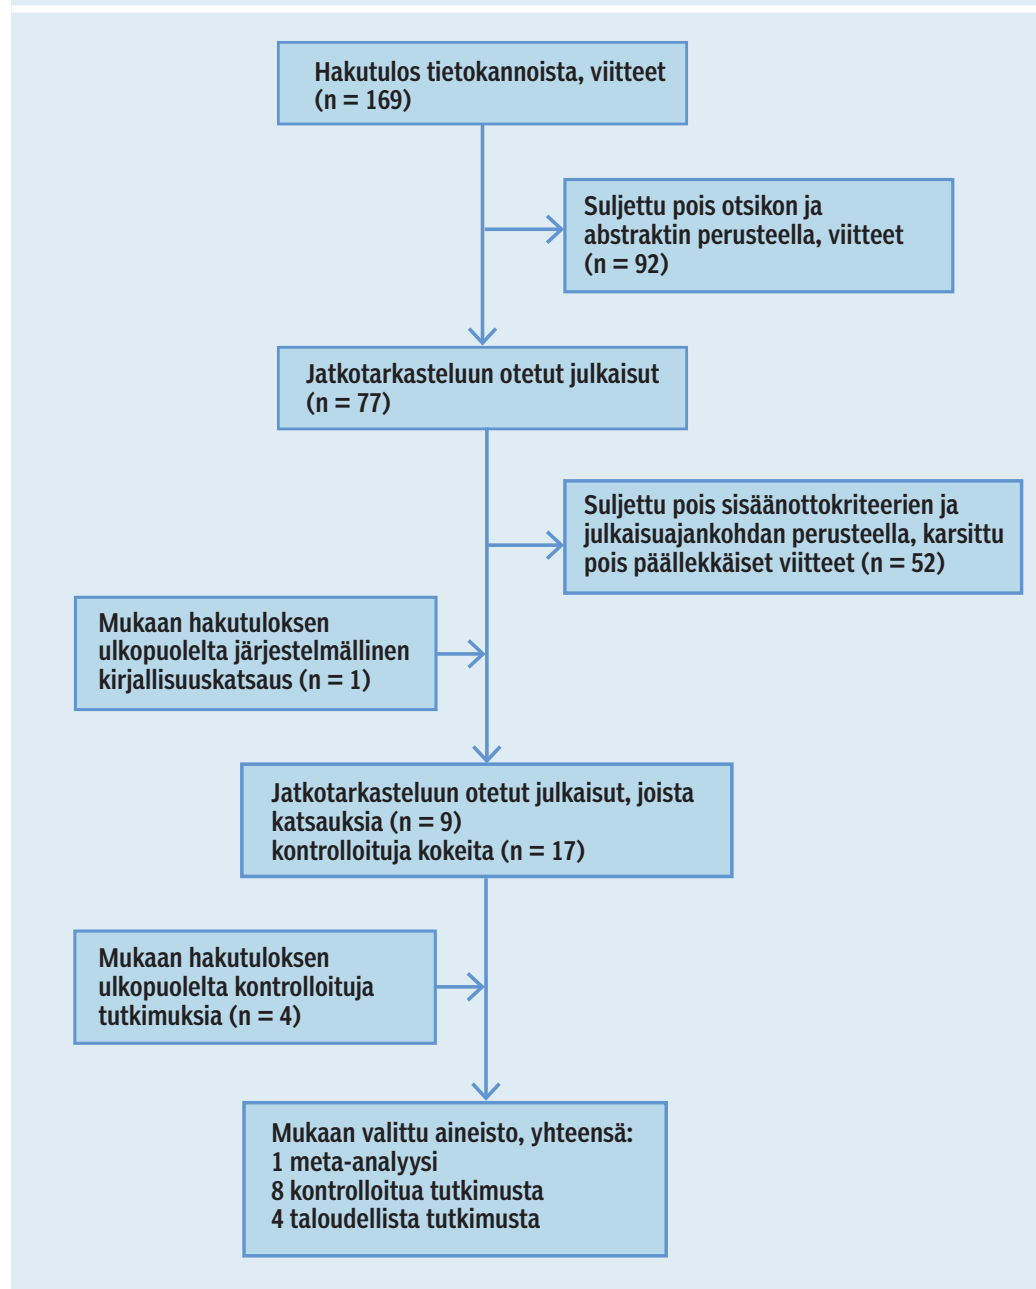 Hakutulos tietokannoista, viitteet
(n = 169)
Suljettu pois otsikon ja
abstraktin perusteella, viitteet
(n = 92)
Jatkotarkasteluun otetut julkaisut
(n = 77)
Suljettu pois sisäänottokriteerien ja
julkaisuajankohdan perusteella, karsittu
pois päällekkäiset viitteet (n = 52)
Mukaan hakutuloksen
ulkopuolelta järjestelmällinen
kirjallisuuskatsaus (n = 1)
Jatkotarkasteluun otetut julkaisut, joista
katsauksia (n = 9)
kontrolloituja kokeita (n = 17)
Mukaan hakutuloksen
ulkopuolelta kontrolloituja
tutkimuksia (n = 4)
Mukaan valittu aineisto, yhteensä:
1 meta-analyysi
8 kontrolloitua tutkimusta
4 taloudellista tutkimusta